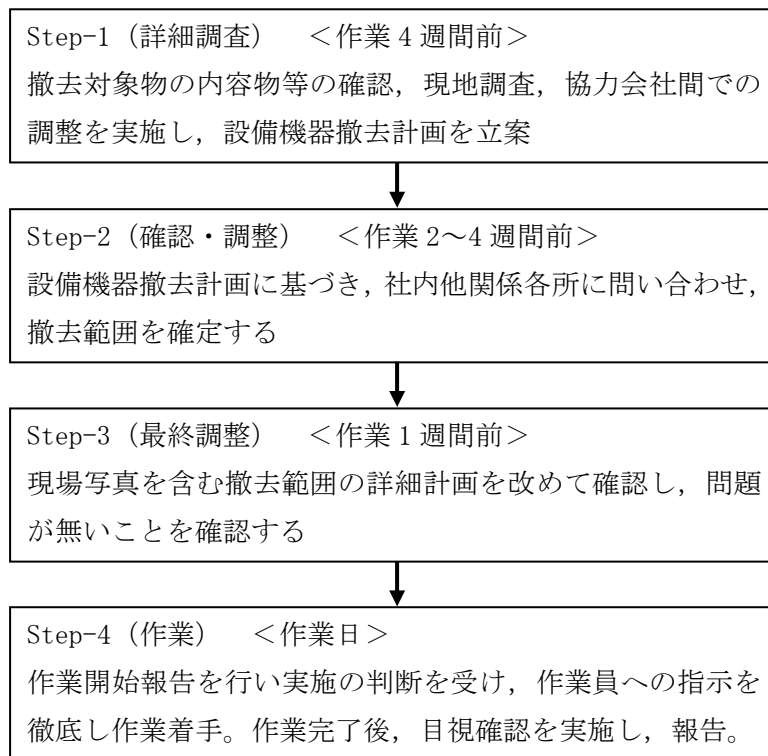 Step-1（詳細調査）　＜作業 4 週間前＞
撤去対象物の内容物等の確認，現地調査，協力会社間での
調整を実施し，設備機器撤去計画を立案
Step-2（確認・調整）　＜作業 2～4 週間前＞
設備機器撤去計画に基づき，社内他関係各所に問い合わせ，
撤去範囲を確定する
Step-3（最終調整）　＜作業 1 週間前＞
現場写真を含む撤去範囲の詳細計画を改めて確認し，問題
が無いことを確認する
Step-4（作業）　＜作業日＞
作業開始報告を行い実施の判断を受け，作業員への指示を
徹底し作業着手。作業完了後，目視確認を実施し，報告。